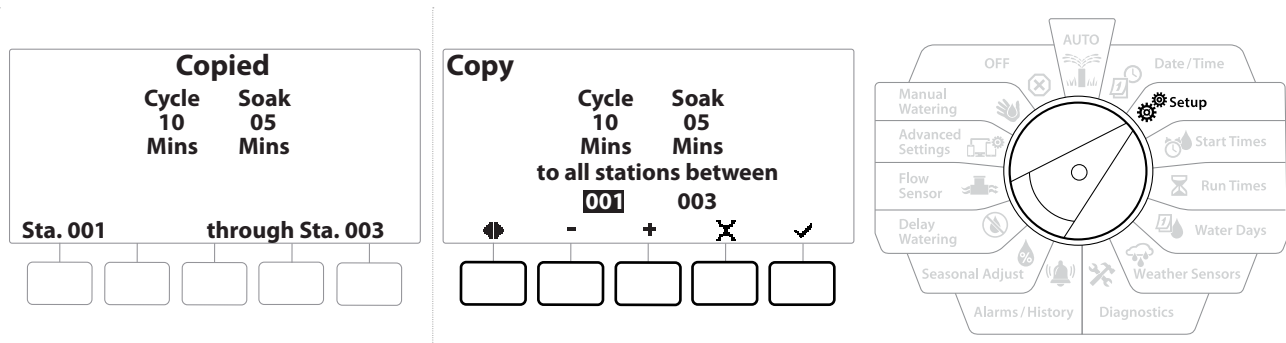 Copied
Cycle Soak
10 05
Mins Mins
Sta. 001 through Sta. 003
Copy
Cycle Soak
10 05
Mins Mins
to all stations between
001 003
- +
AUTO
OFF
Date / Time
Manual
Watering
Setup
Advanced
Settings
Start Times
Flow
Sensor
Run Times
Delay
Watering
Water Days
Seasonal Adjust
Weather Sensors
Alarms / History
Diagnostics